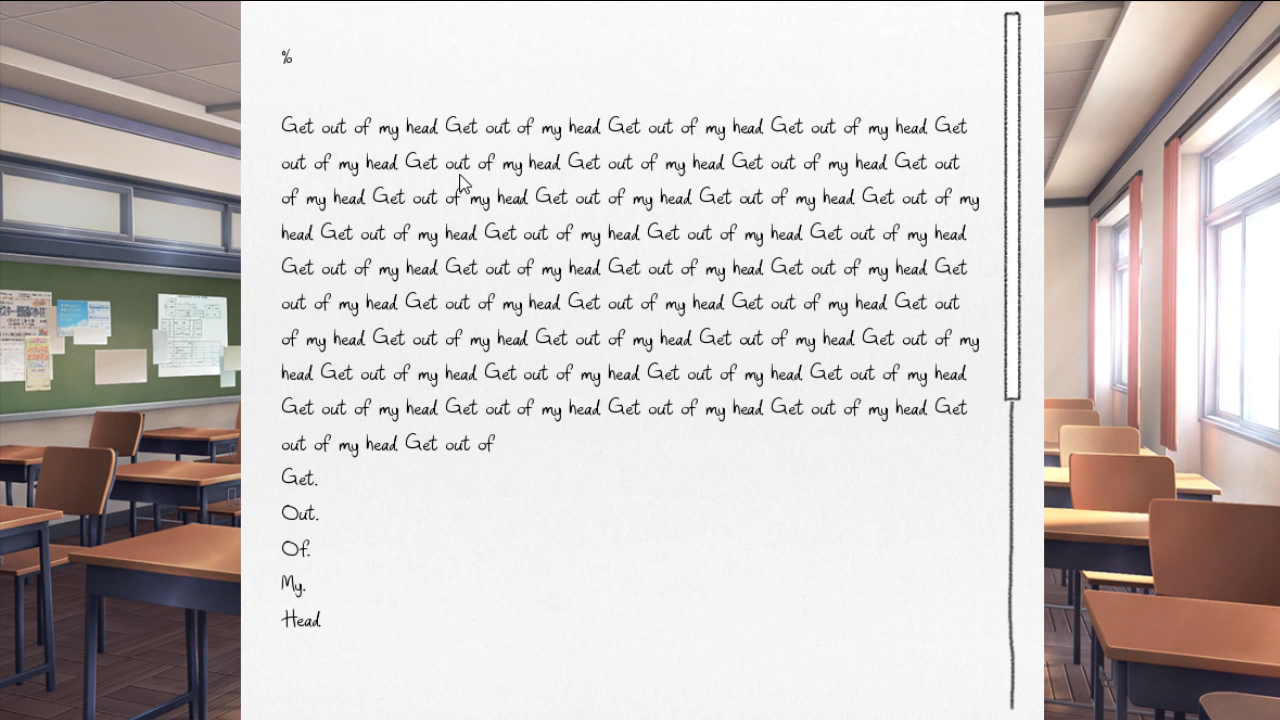 %
Get out of my head Get out of my head Get out of my head Get out of my head Get
out of my head Get out of my head Get out of my head Get out of my head Get out
of my head Get out of my head Get out of my head Get out of my head Get out of my
head Get out of my head Get out of my head Get out of my head Get out of my head
Get out of my head Get out of my head Get out of my head Get out of my head Get
out of my head Get out of my head Get out of my head Get out of my head Get out
of my head Get out of my head Get out of my head Get out of my head Get out of my
head Get out of my head Get out of my head Get out of my head Get out of my head
Get out of my head Get out of my head Get out of my head Get out of my head Get
out of my head Get out of
Get.
Out.
Of.
My.
Head